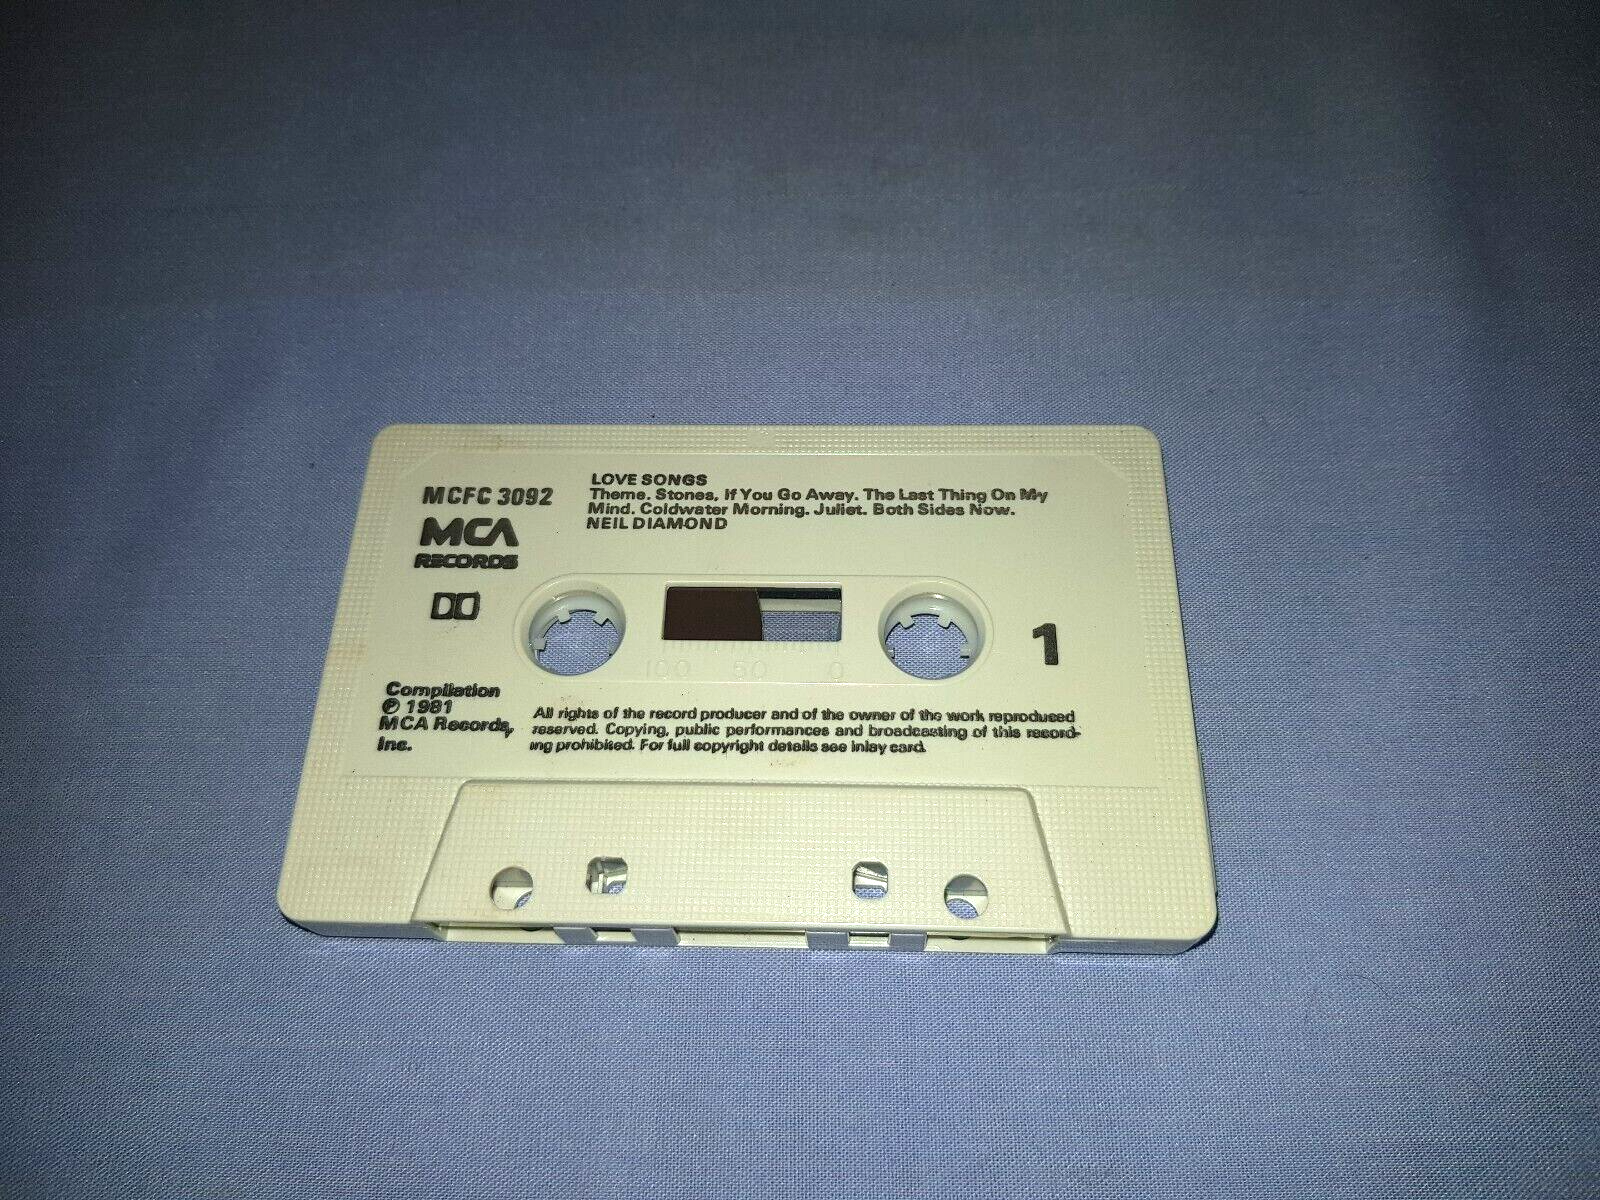 LOVE SONGS
MCFC 3092
Theme. Stones, If You Go Away. The Last Thing On My
Mind. Coldwater Morning. Juliet. Both Sides Now.
NEIL DIAMOND
MCA
RECORDS
100 50 0
1
Compilation
℗ 1981
MCA Records,
Inc.
All rights of the record producer and of the owner of the work reproduced
reserved. Copying, public performances and broadcasting of this record-
ing prohibited. For full copyright details see inlay card.